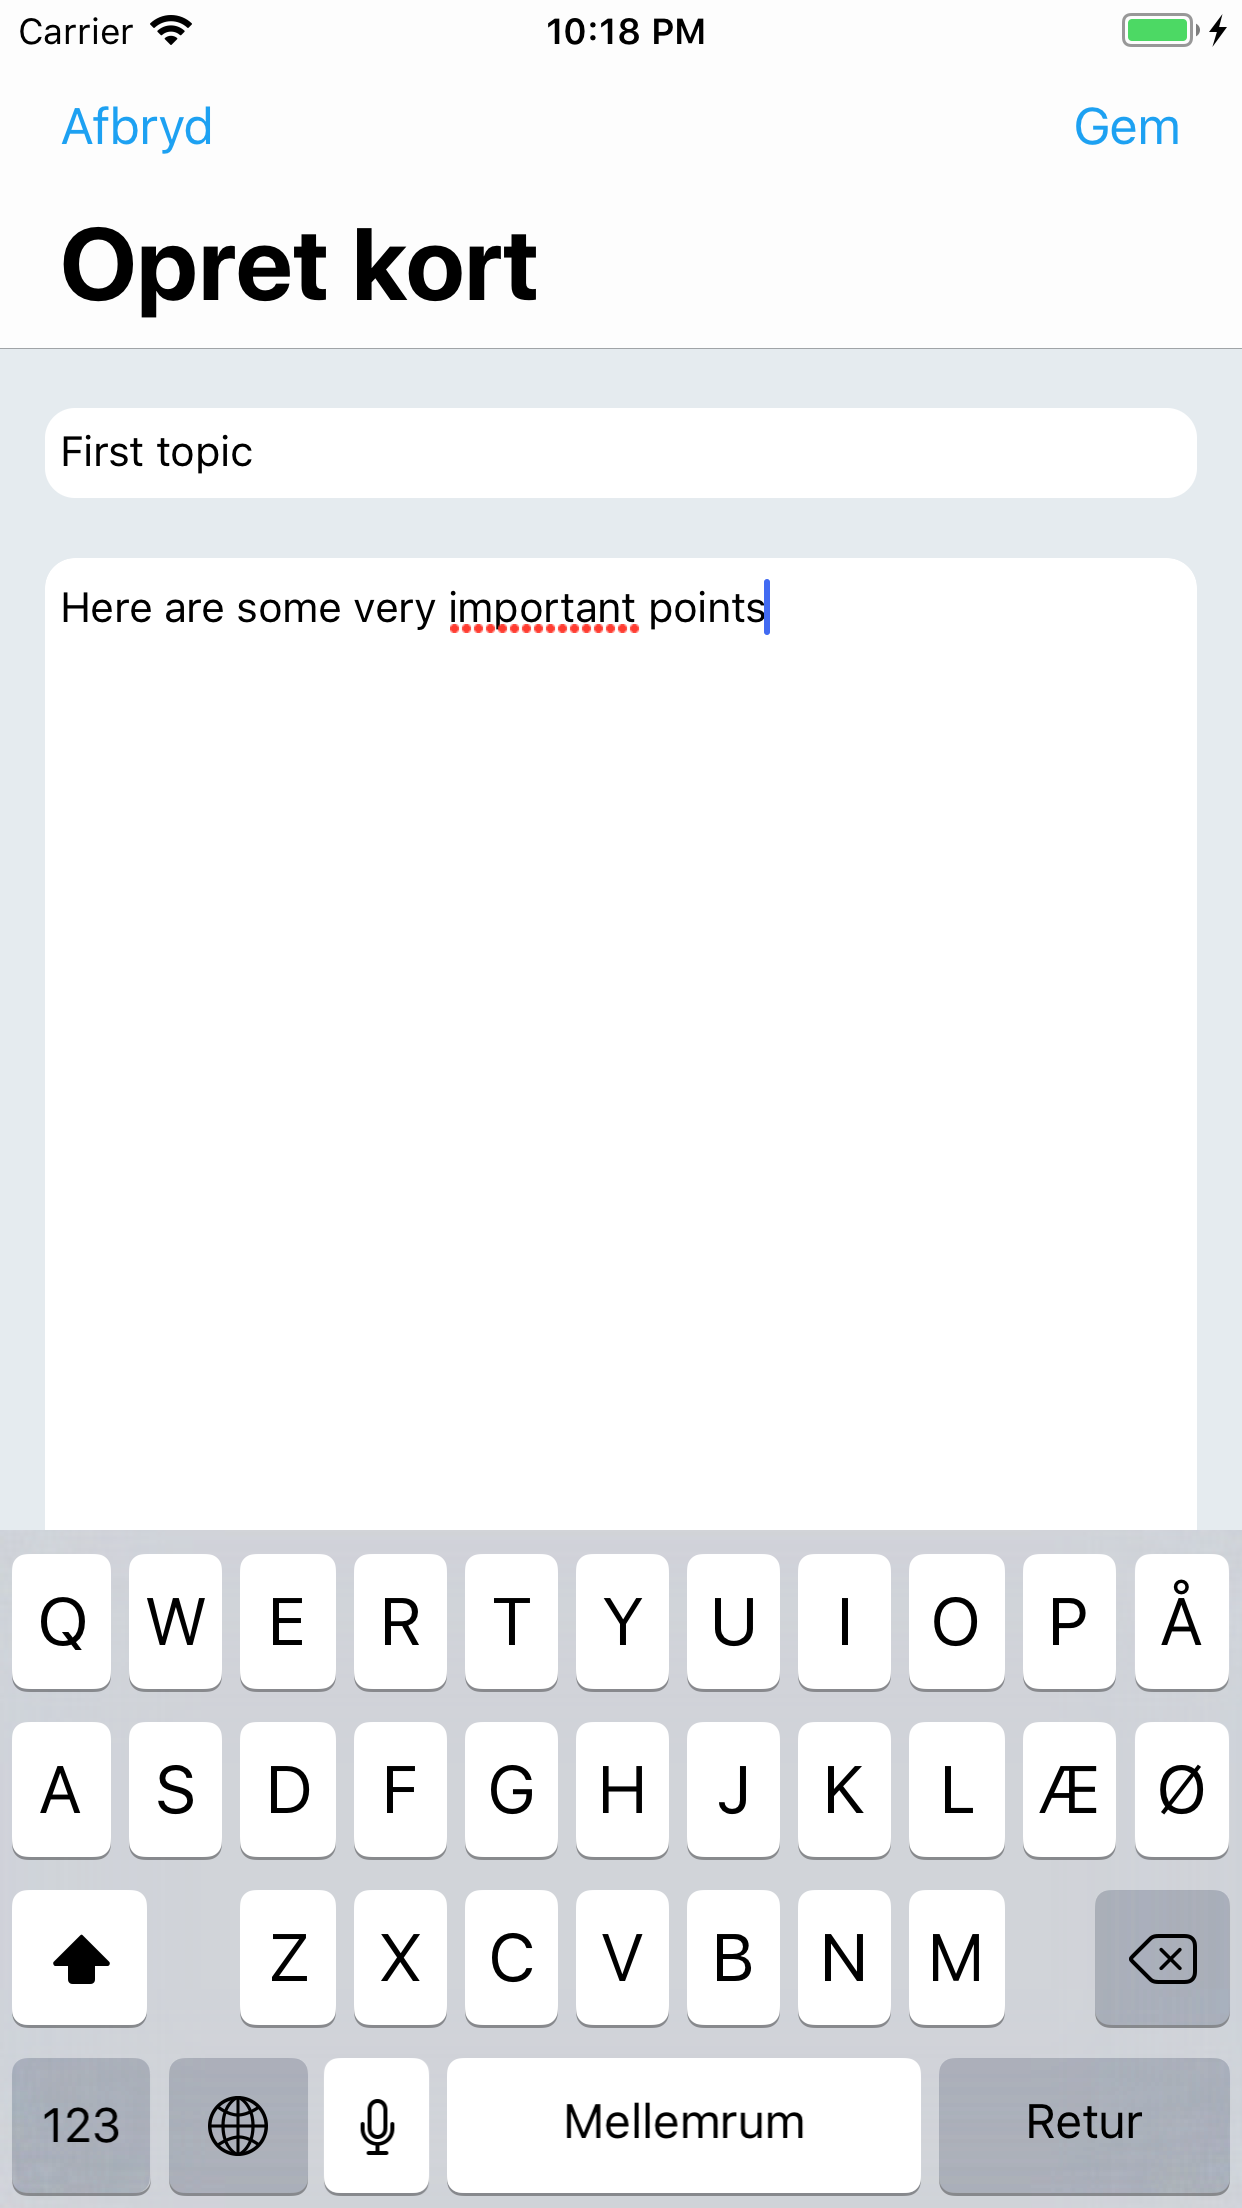 Carrier 10:18 PM
Afbryd Gem
Opret kort
First topic
Here are some very important points
Q W E R T Y U I O P Å
A S D F G H J K L Æ Ø
Z X C V B N M
123 Mellemrum Retur